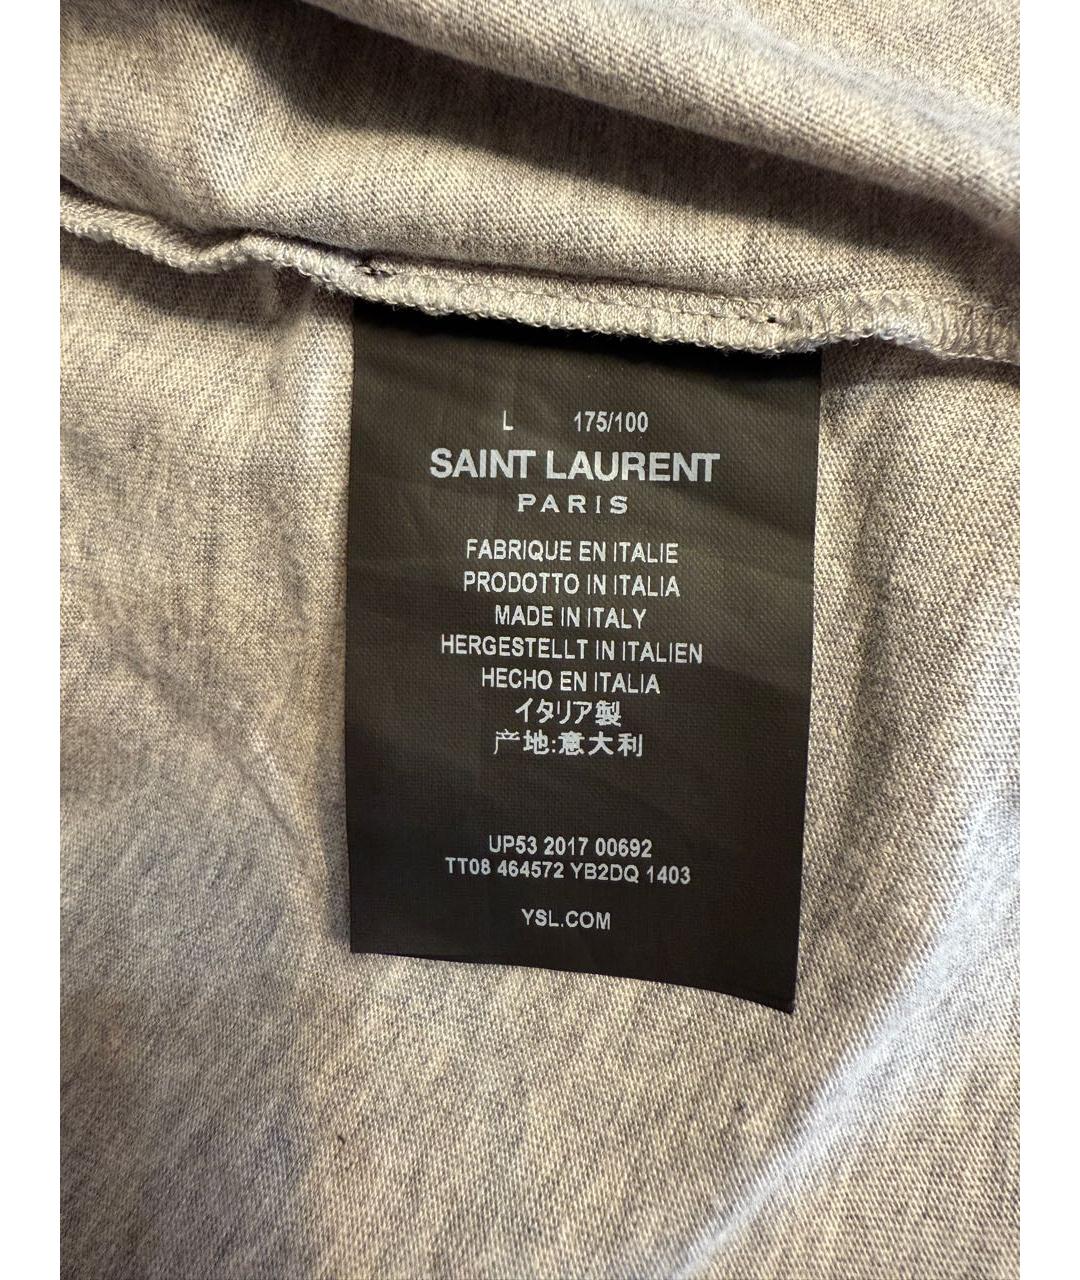 L 175/100
SAINT LAURENT
PARIS
FABRIQUE EN ITALIE
PRODOTTO IN ITALIA
MADE IN ITALY
HERGESTELLT IN ITALIEN
HECHO EN ITALIA
イタリア製
产地:意大利
UP53 2017 00692
TT08 464572 YB2DQ 1403
YSL.COM